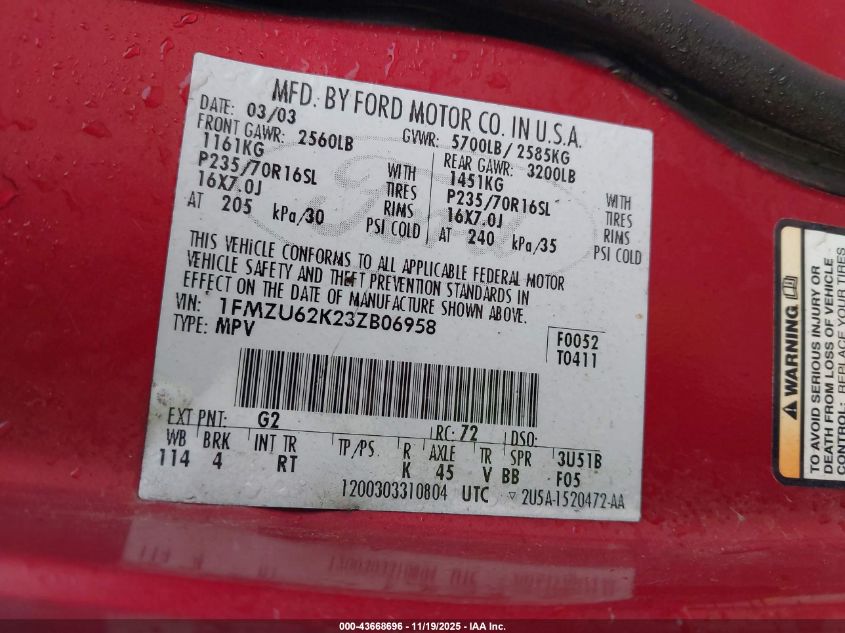 MFD. BY FORD MOTOR CO. IN U.S.A.
DATE: 03/03 GVWR: 5700LB/ 2585KG
FRONT GAWR: 2560LB REAR GAWR: 3200LB
1161KG WITH 1451KG WITH
P235/70R16SL TIRES P235/70R16SL TIRES
16X7.0J RIMS 16X7.0J RIMS
AT 205 kPa/30 PSI COLD AT 240 kPa/35 PSI COLD
THIS VEHICLE CONFORMS TO ALL APPLICABLE FEDERAL MOTOR
VEHICLE SAFETY AND THEFT PREVENTION STANDARDS IN
EFFECT ON THE DATE OF MANUFACTURE SHOWN ABOVE.
VIN: 1FMZU62K23ZB06958
TYPE: MPV
F0052
T0411
EXT PNT: G2 RC: 72 DSO:
WB BRK INT TR TP/PS R AXLE TR SPR 3U51B
114 4 RT K 45 V BB F05
1200303310804 UTC ▽ 2U5A-1520472-AA
Ford
WARNING
TO AVOID SERIOUS INJURY OR
DEATH FROM LOSS OF VEHICLE
CONTROL: REPLACE YOUR TIRES
000-43668696 - 11/19/2025 - IAA Inc.